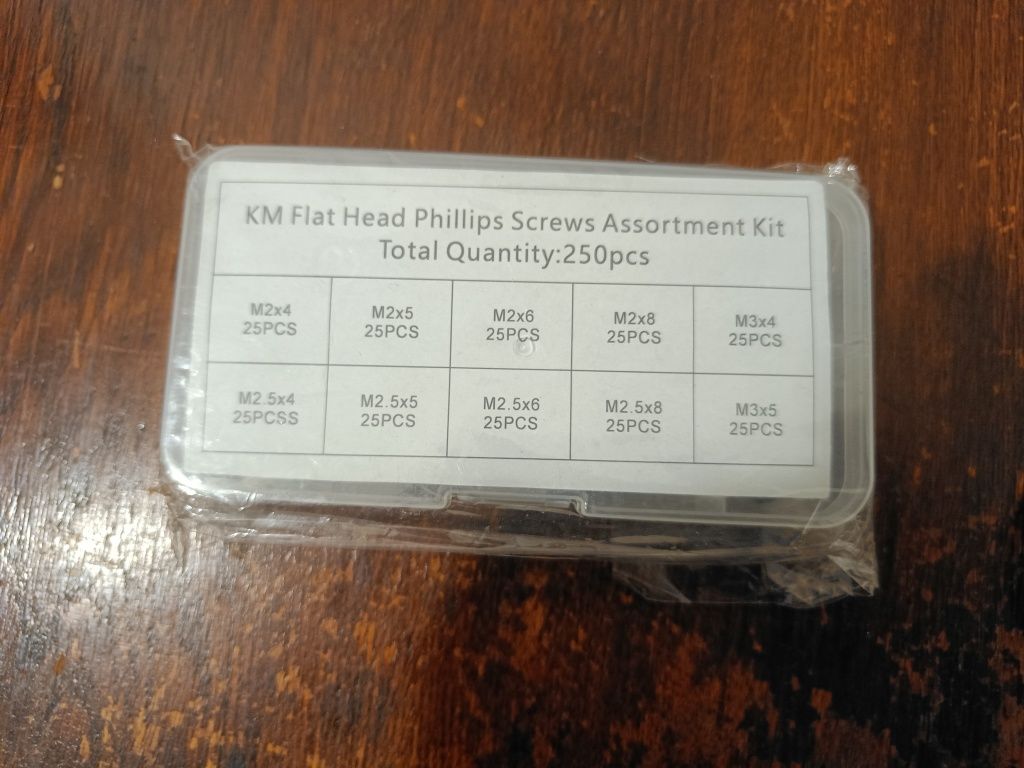 KM Flat Head Phillips Screws Assortment Kit
Total Quantity:250pcs
M2x4
25PCS
M2x5
25PCS
M2x6
25PCS
M2x8
25PCS
M3x4
25PCS
M2.5x4
25PCSS
M2.5x5
25PCS
M2.5x6
25PCS
M2.5x8
25PCS
M3x5
25PCS